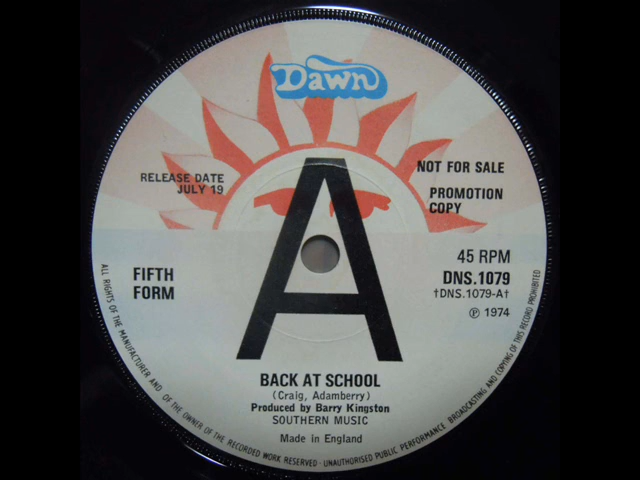 Dawn
RELEASE DATE
JULY 19
NOT FOR SALE
PROMOTION
COPY
A
45 RPM
DNS.1079
†DNS.1079-A†
℗ 1974
FIFTH
FORM
BACK AT SCHOOL
(Craig, Adamberry)
Produced by Barry Kingston
SOUTHERN MUSIC
Made in England
ALL RIGHTS OF THE MANUFACTURER AND OF THE OWNER OF THE RECORDED WORK RESERVED · UNAUTHORISED PUBLIC PERFORMANCE BROADCASTING AND COPYING OF THIS RECORD PROHIBITED